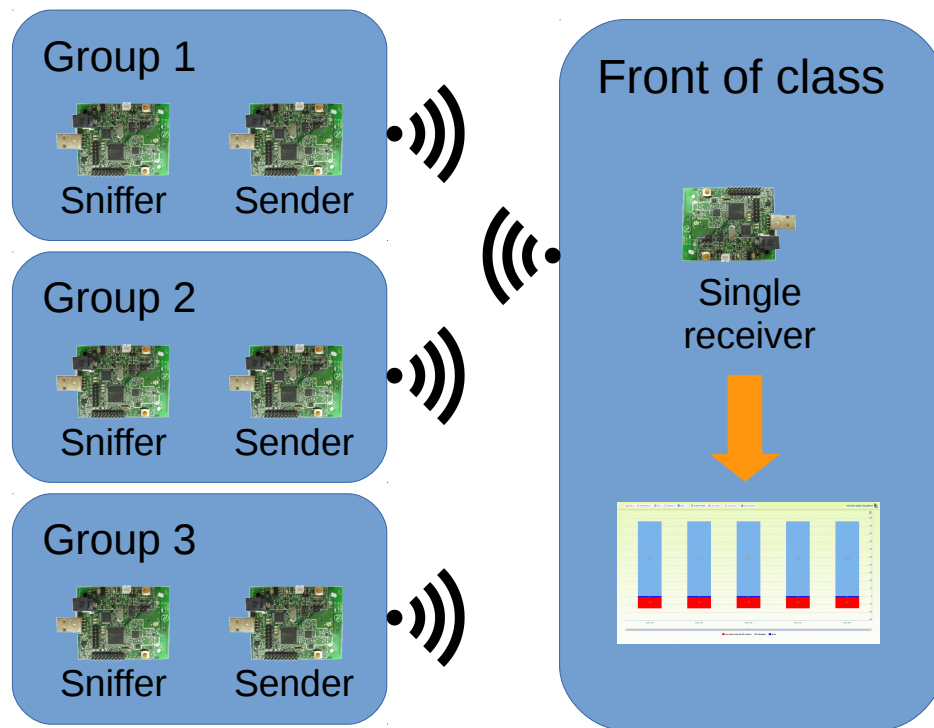 Group 1
Sniffer
Sender
Group 2
Sniffer
Sender
Group 3
Sniffer
Sender
Front of class
Single
receiver